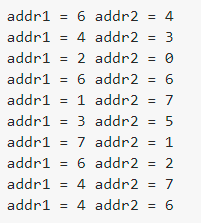 addr1 = 6 addr2 = 4
addr1 = 4 addr2 = 3
addr1 = 2 addr2 = 0
addr1 = 6 addr2 = 6
addr1 = 1 addr2 = 7
addr1 = 3 addr2 = 5
addr1 = 7 addr2 = 1
addr1 = 6 addr2 = 2
addr1 = 4 addr2 = 7
addr1 = 4 addr2 = 6